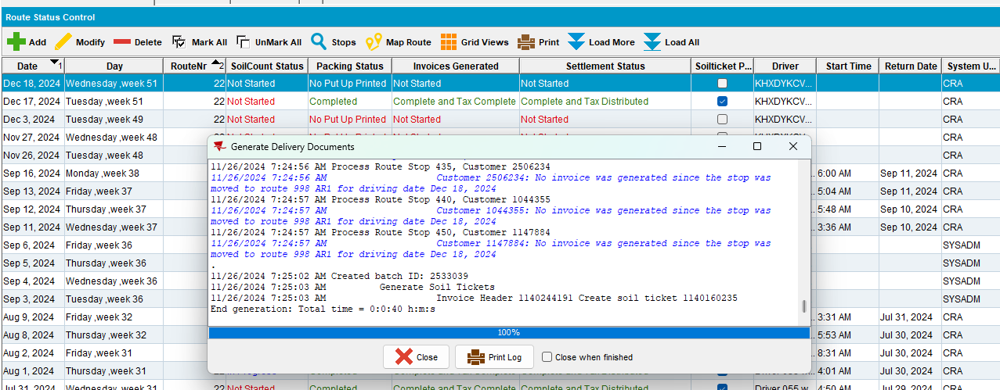 Route Status Control
Add Modify Delete Mark All UnMark All Stops Map Route Grid Views Print Load More Load All
Date 1 Day RouteNr 2 SoilCount Status Packing Status Invoices Generated Settlement Status Soilticket P... Driver Start Time Return Date System U...
Dec 18, 2024 Wednesday ,week 51 22 Not Started No Put Up Printed Not Started Not Started KHXDYKCV... CRA
Dec 17, 2024 Tuesday ,week 51 22 Not Started Completed Complete and Tax Complete Complete and Tax Distributed KHXDYKCV... CRA
Dec 3, 2024 Tuesday ,week 49 22 Not Started No Put Up Printed Not Started Not Started KHXDYKCV... CRA
Nov 27, 2024 Wednesday ,week 48 CRA
Nov 26, 2024 Tuesday ,week 48 CRA
Sep 16, 2024 Monday ,week 38 6:00 AM Sep 11, 2024 CRA
Sep 13, 2024 Friday ,week 37 5:04 AM Sep 11, 2024 CRA
Sep 12, 2024 Thursday ,week 37 5:48 AM Sep 10, 2024 CRA
Sep 11, 2024 Wednesday ,week 37 3:36 AM Sep 10, 2024 CRA
Sep 6, 2024 Friday ,week 36 SYSADM
Sep 5, 2024 Thursday ,week 36 SYSADM
Sep 4, 2024 Wednesday ,week 36 SYSADM
Sep 3, 2024 Tuesday ,week 36 SYSADM
Aug 9, 2024 Friday ,week 32 3:31 AM Jul 31, 2024 CRA
Aug 8, 2024 Thursday ,week 32 5:53 AM Jul 30, 2024 CRA
Aug 2, 2024 Friday ,week 31 8:31 AM Jul 30, 2024 CRA
Aug 1, 2024 Thursday ,week 31 4:01 AM Jul 30, 2024 CRA
Jul 31, 2024 Wednesday ,week 31 22 Not Started Completed Complete and Tax Complete Complete and Tax Distributed Driver 055 w... 4:50 AM Jul 29, 2024 CRA
Generate Delivery Documents
11/26/2024 7:24:56 AM Process Route Stop 435, Customer 2506234
11/26/2024 7:24:56 AM Customer 2506234: No invoice was generated since the stop was
moved to route 998 AR1 for driving date Dec 18, 2024
11/26/2024 7:24:57 AM Process Route Stop 440, Customer 1044355
11/26/2024 7:24:57 AM Customer 1044355: No invoice was generated since the stop was
moved to route 998 AR1 for driving date Dec 18, 2024
11/26/2024 7:24:57 AM Process Route Stop 450, Customer 1147884
11/26/2024 7:24:57 AM Customer 1147884: No invoice was generated since the stop was
moved to route 998 AR1 for driving date Dec 18, 2024
.
11/26/2024 7:25:02 AM Created batch ID: 2533039
11/26/2024 7:25:03 AM Generate Soil Tickets
11/26/2024 7:25:03 AM Invoice Header 1140244191 Create soil ticket 1140160235
End generation: Total time = 0:0:40 h:m:s
100%
Close Print Log Close when finished